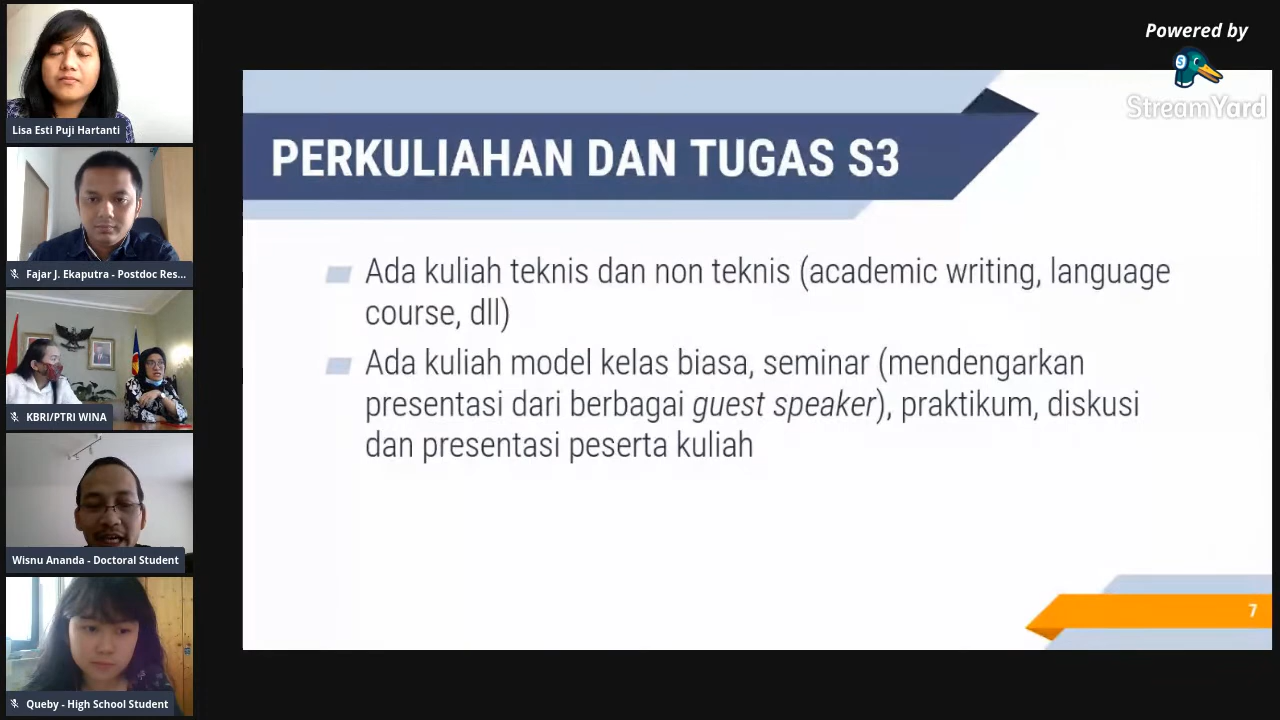 Powered by
StreamYard
Lisa Esti Puji Hartanti
Fajar J. Ekaputra - Postdoc Res...
KBRI/PTRI WINA
Wisnu Ananda - Doctoral Student
Queby - High School Student
PERKULIAHAN DAN TUGAS S3
Ada kuliah teknis dan non teknis (academic writing, language
course, dll)
Ada kuliah model kelas biasa, seminar (mendengarkan
presentasi dari berbagai guest speaker), praktikum, diskusi
dan presentasi peserta kuliah
7